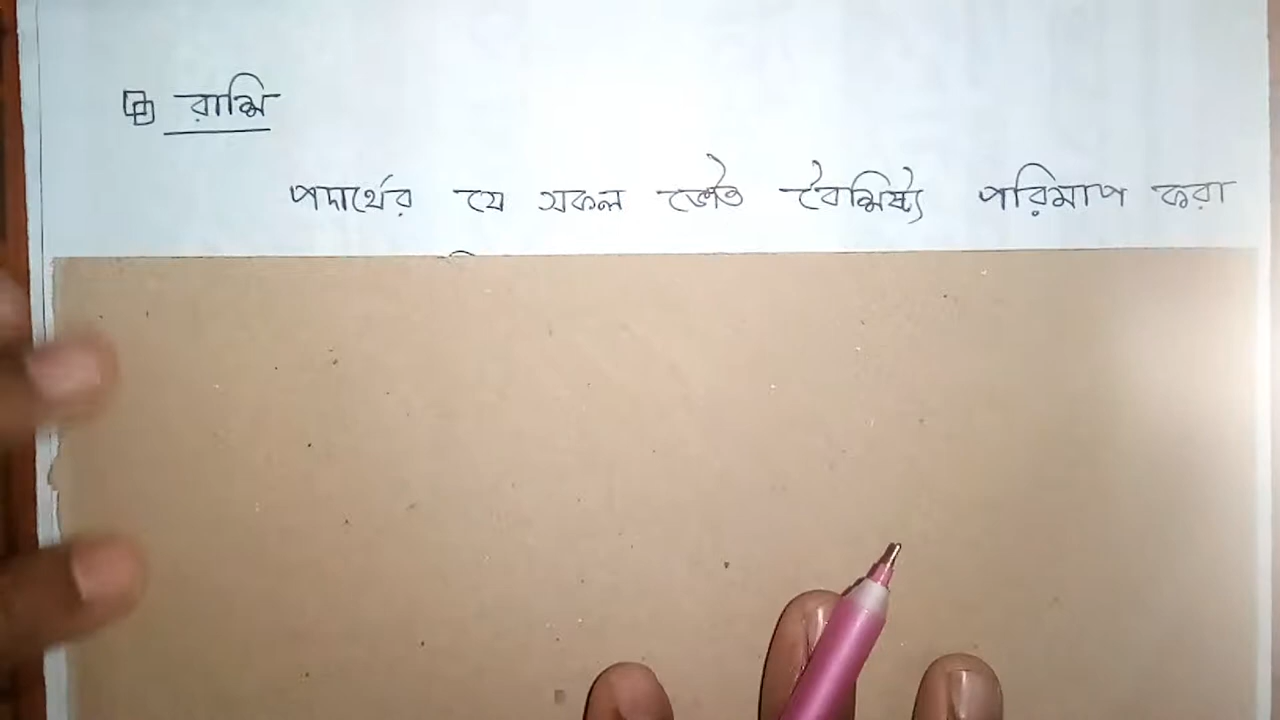 রাশি
পদার্থের যে সকল ভৌত বৈশিষ্ট্য পরিমাপ করা